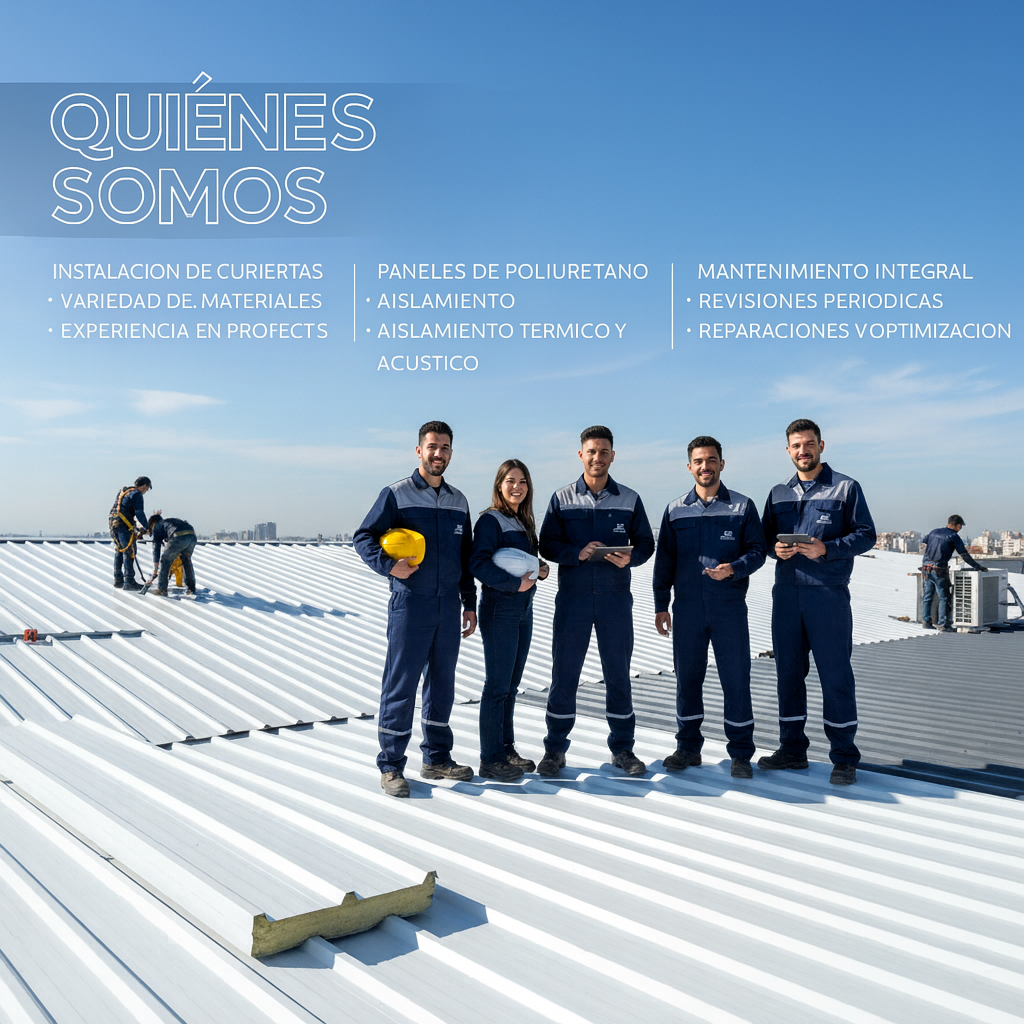 QUIÉNES
SOMOS
INSTALACION DE CURIERTAS
· VARIEDAD DE. MATERIALES
· EXPERIENCIA EN PROFECTS
PANELES DE POLIURETANO
· AISLAMIENTO
· AISLAMIENTO TERMICO Y
ACUSTICO
MANTENIMIENTO INTEGRAL
· REVISIONES PERIODICAS
· REPARACIONES V OPTIMIZACION